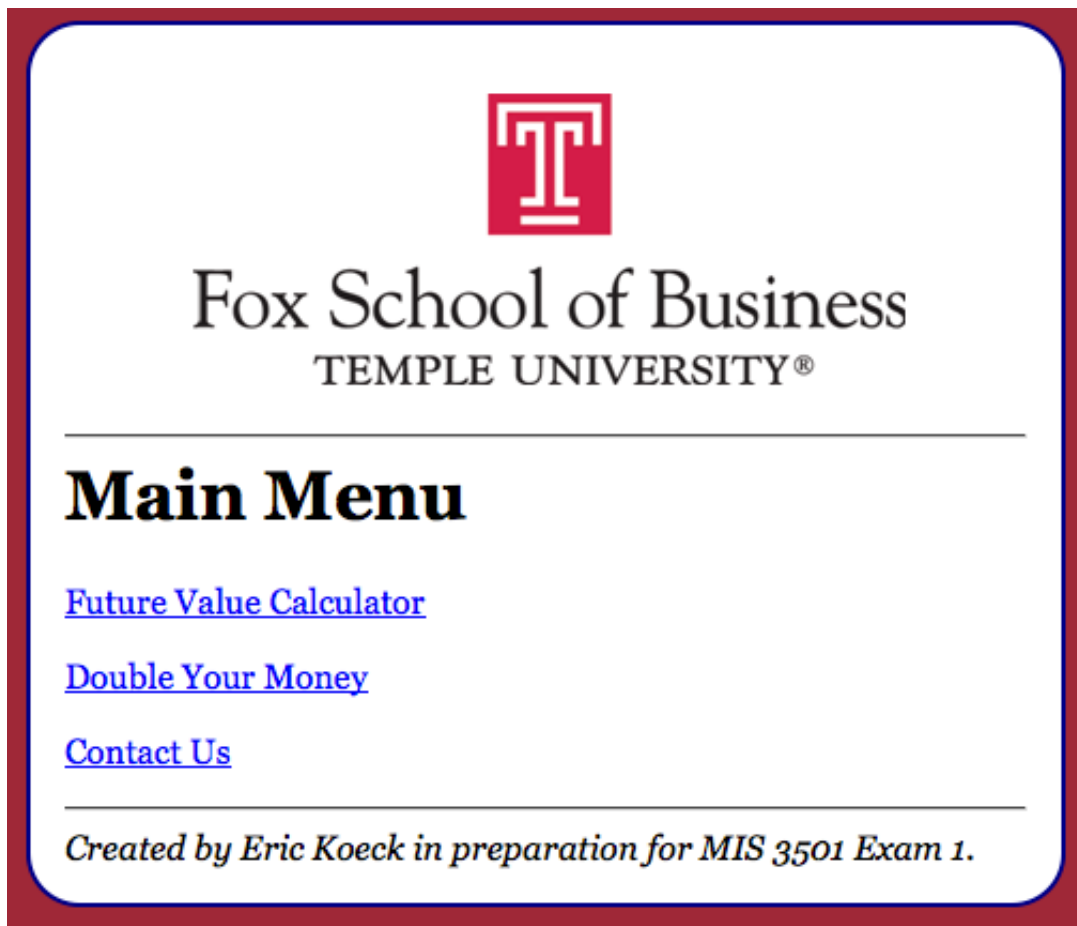 T
Fox School of Business
TEMPLE UNIVERSITY®
Main Menu
Future Value Calculator
Double Your Money
Contact Us
Created by Eric Koeck in preparation for MIS 3501 Exam 1.